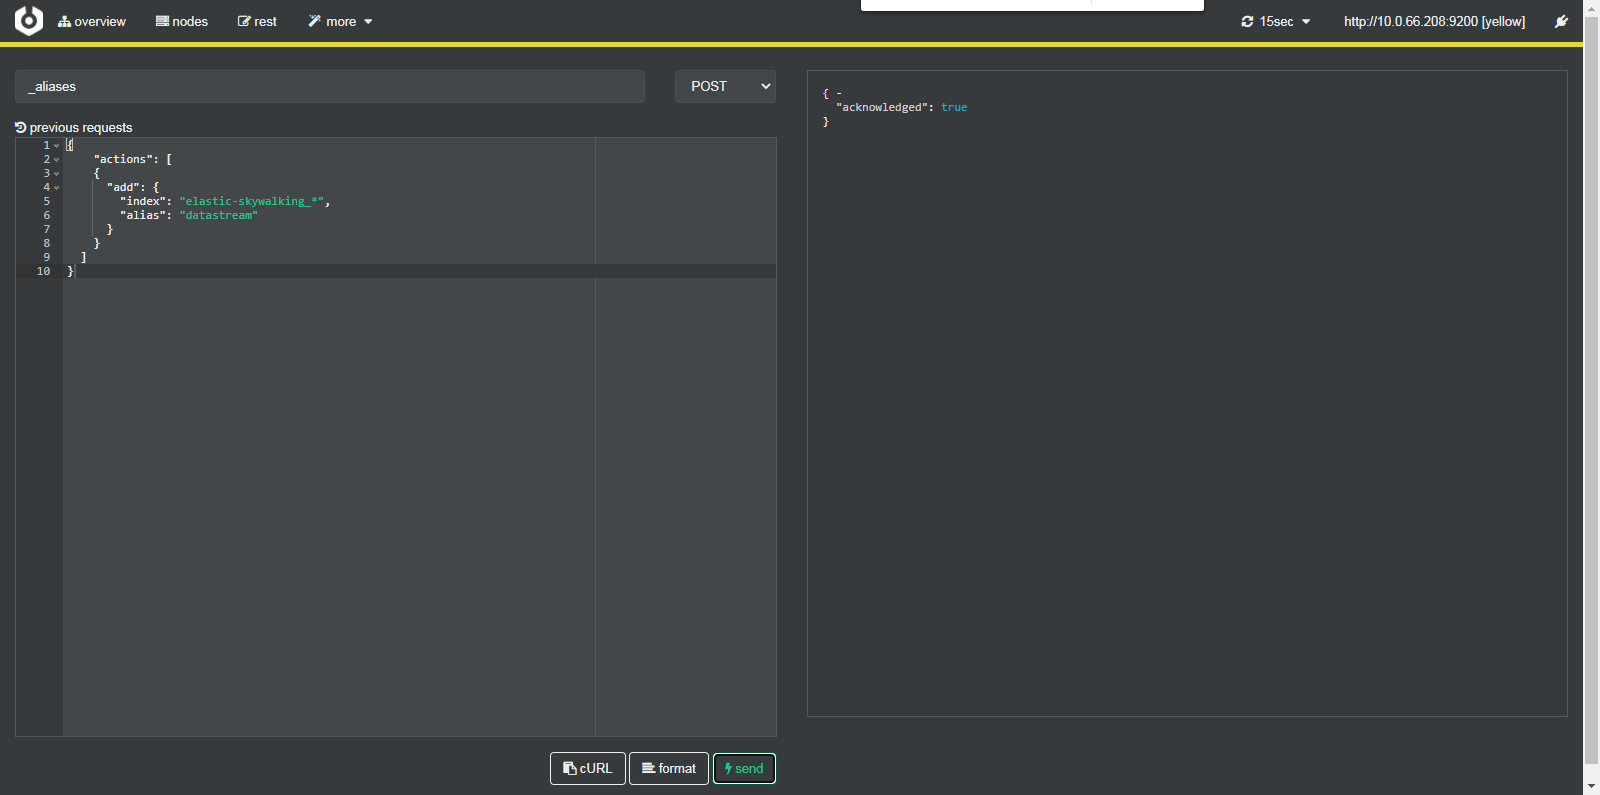 overview nodes rest more 15sec http://10.0.66.208:9200 [yellow]
_aliases POST
previous requests
1 {
2 "actions": [
3 {
4 "add": {
5 "index": "elastic-skywalking_*",
6 "alias": "datastream"
7 }
8 }
9 ]
10 }
{ -
"acknowledged": true
}
cURL format send